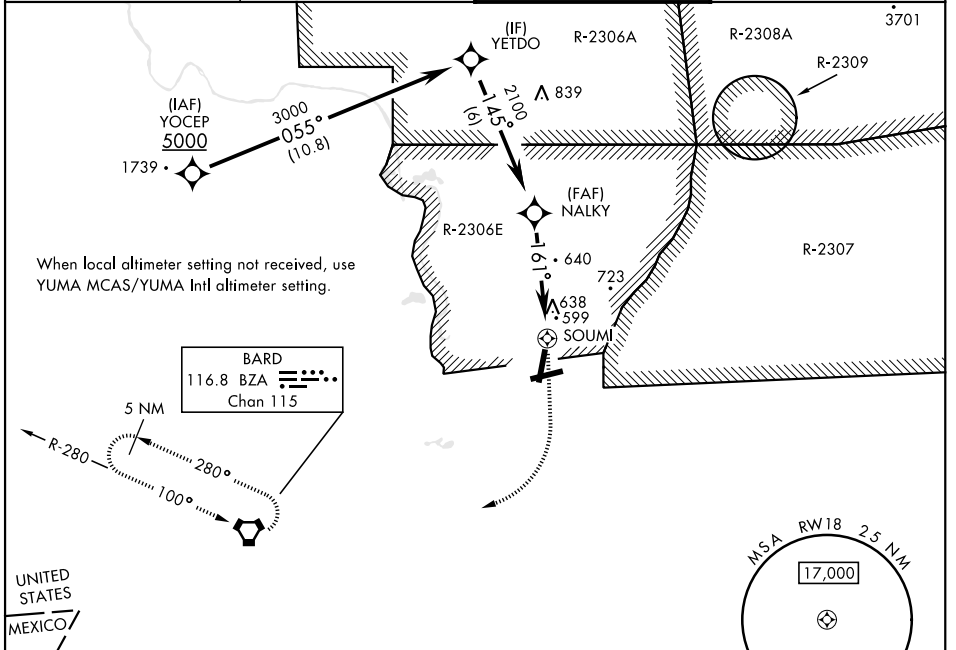 3701
(IF)
YETDO
R-2306A
R-2308A
R-2309
(IAF)
YOCEP
5000
1739
3000
055°
(10.8)
2100
145°
(6)
839
(FAF)
NALKY
R-2306E
161°
640
723
R-2307
When local altimeter setting not received, use
YUMA MCAS/YUMA Intl altimeter setting.
638
599
SOUMI
BARD
116.8 BZA
Chan 115
5 NM
R-280
280°
100°
MSA RW18 25 NM
17,000
UNITED
STATES
MEXICO